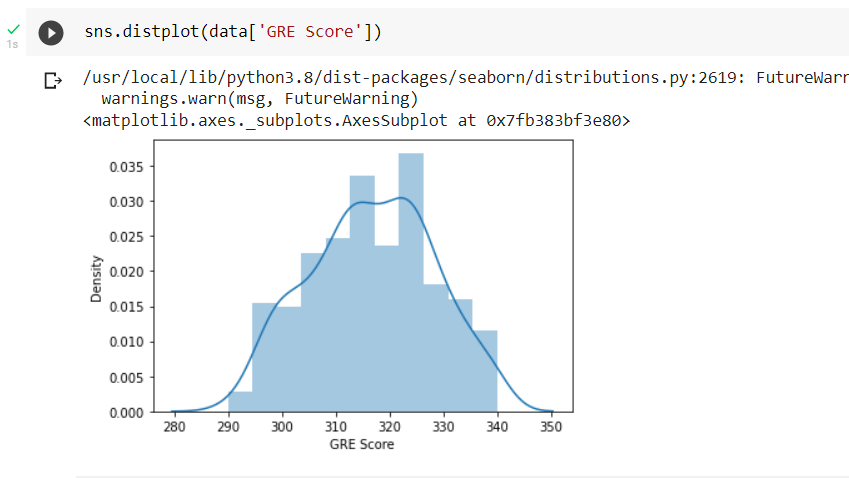 sns.distplot(data['GRE Score'])
1s
/usr/local/lib/python3.8/dist-packages/seaborn/distributions.py:2619: FutureWarn
warnings.warn(msg, FutureWarning)
<matplotlib.axes._subplots.AxesSubplot at 0x7fb383bf3e80>
0.035
0.030
0.025
0.020
0.015
0.010
0.005
0.000
Density
280 290 300 310 320 330 340 350
GRE Score